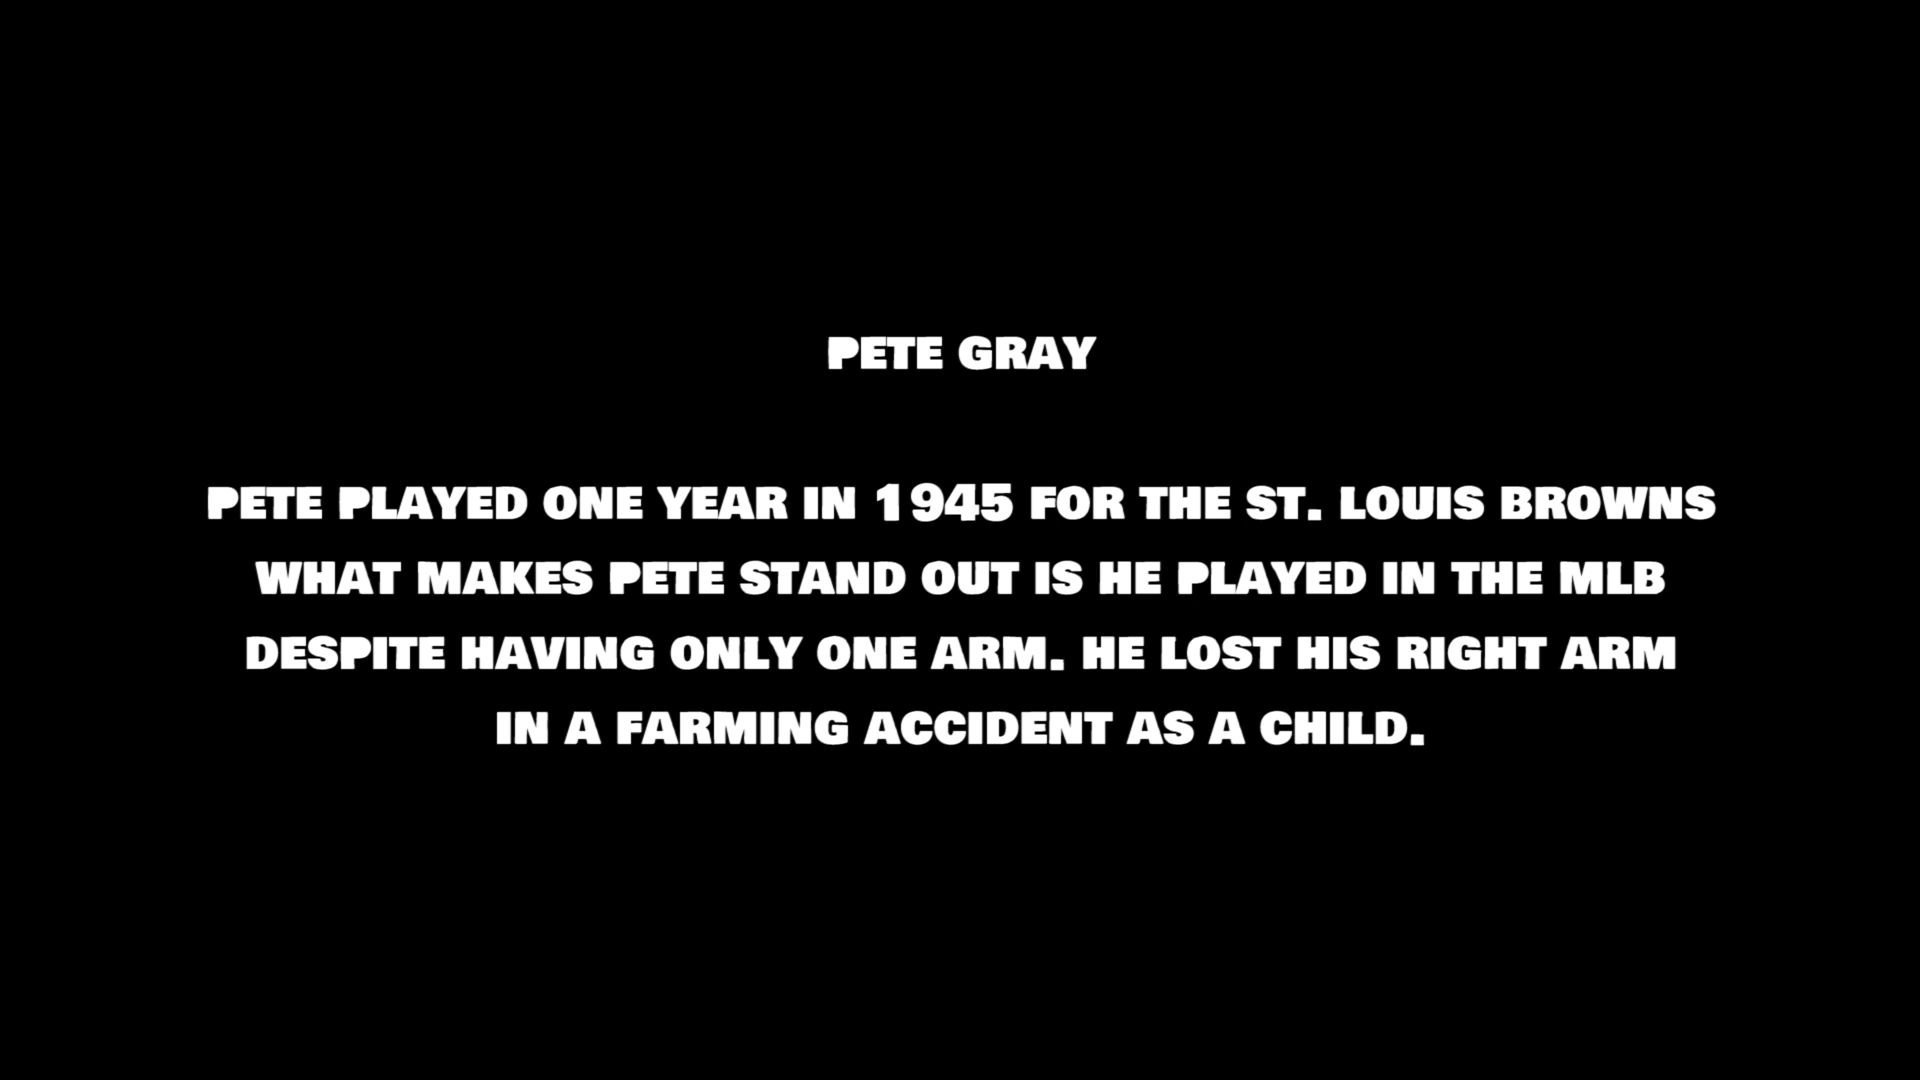 PETE GRAY
PETE PLAYED ONE YEAR IN 1945 FOR THE ST. LOUIS BROWNS
WHAT MAKES PETE STAND OUT IS HE PLAYED IN THE MLB
DESPITE HAVING ONLY ONE ARM. HE LOST HIS RIGHT ARM
IN A FARMING ACCIDENT AS A CHILD.